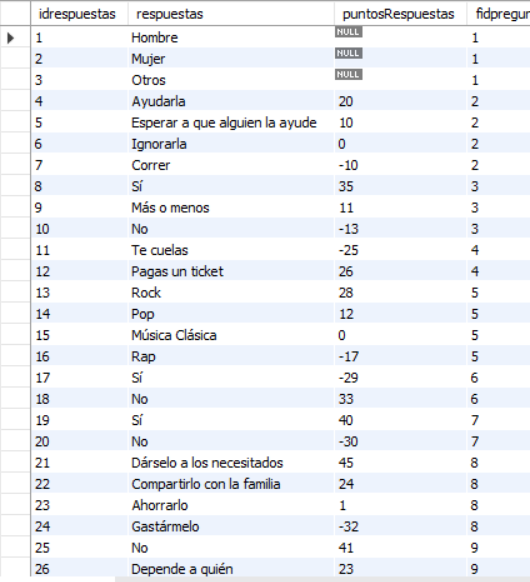 idrespuestas respuestas puntosRespuestas fidpregun
1 Hombre NULL 1
2 Mujer NULL 1
3 Otros NULL 1
4 Ayudarla 20 2
5 Esperar a que alguien la ayude 10 2
6 Ignorarla 0 2
7 Correr -10 2
8 Sí 35 3
9 Más o menos 11 3
10 No -13 3
11 Te cuelas -25 4
12 Pagas un ticket 26 4
13 Rock 28 5
14 Pop 12 5
15 Música Clásica 0 5
16 Rap -17 5
17 Sí -29 6
18 No 33 6
19 Sí 40 7
20 No -30 7
21 Dárselo a los necesitados 45 8
22 Compartirlo con la familia 24 8
23 Ahorrarlo 1 8
24 Gastármelo -32 8
25 No 41 9
26 Depende a quién 23 9